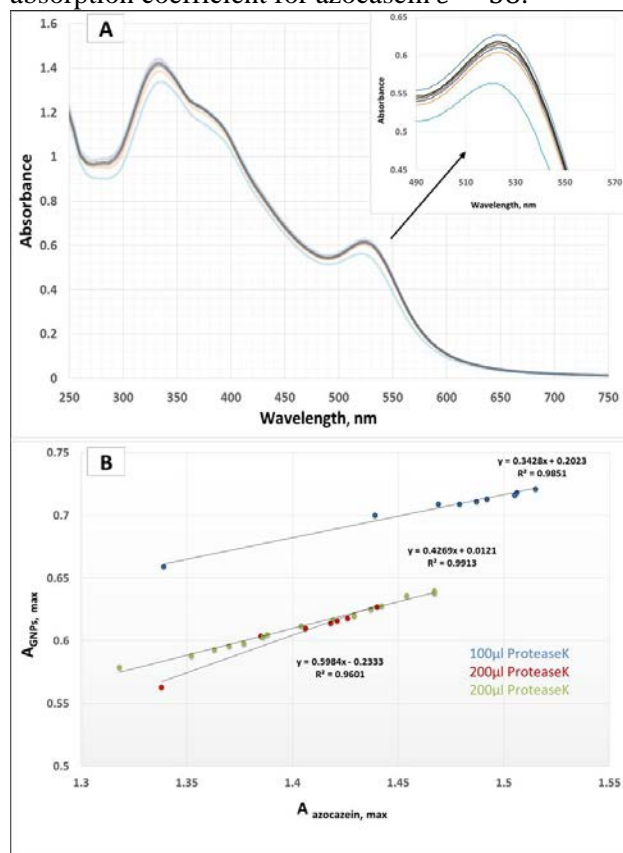 absorption coefficient for azocasein ε = 38.
A
Absorbance
1.6
1.4
1.2
1
0.8
0.6
0.4
0.2
0
250 300 350 400 450 500 550 600 650 700 750
Wavelength, nm
Absorbance
0.65
0.6
0.55
0.5
0.45
490 510 530 550 570
Wavelength, nm
B
A GNPs, max
0.75
0.7
0.65
0.6
0.55
0.5
y = 0.3428x + 0.2023
R² = 0.9851
y = 0.4269x + 0.0121
R² = 0.9913
y = 0.5984x - 0.2333
R² = 0.9601
100µl ProteaseK
200µl ProteaseK
200µl ProteaseK
1.3 1.35 1.4 1.45 1.5 1.55
A azocazein, max